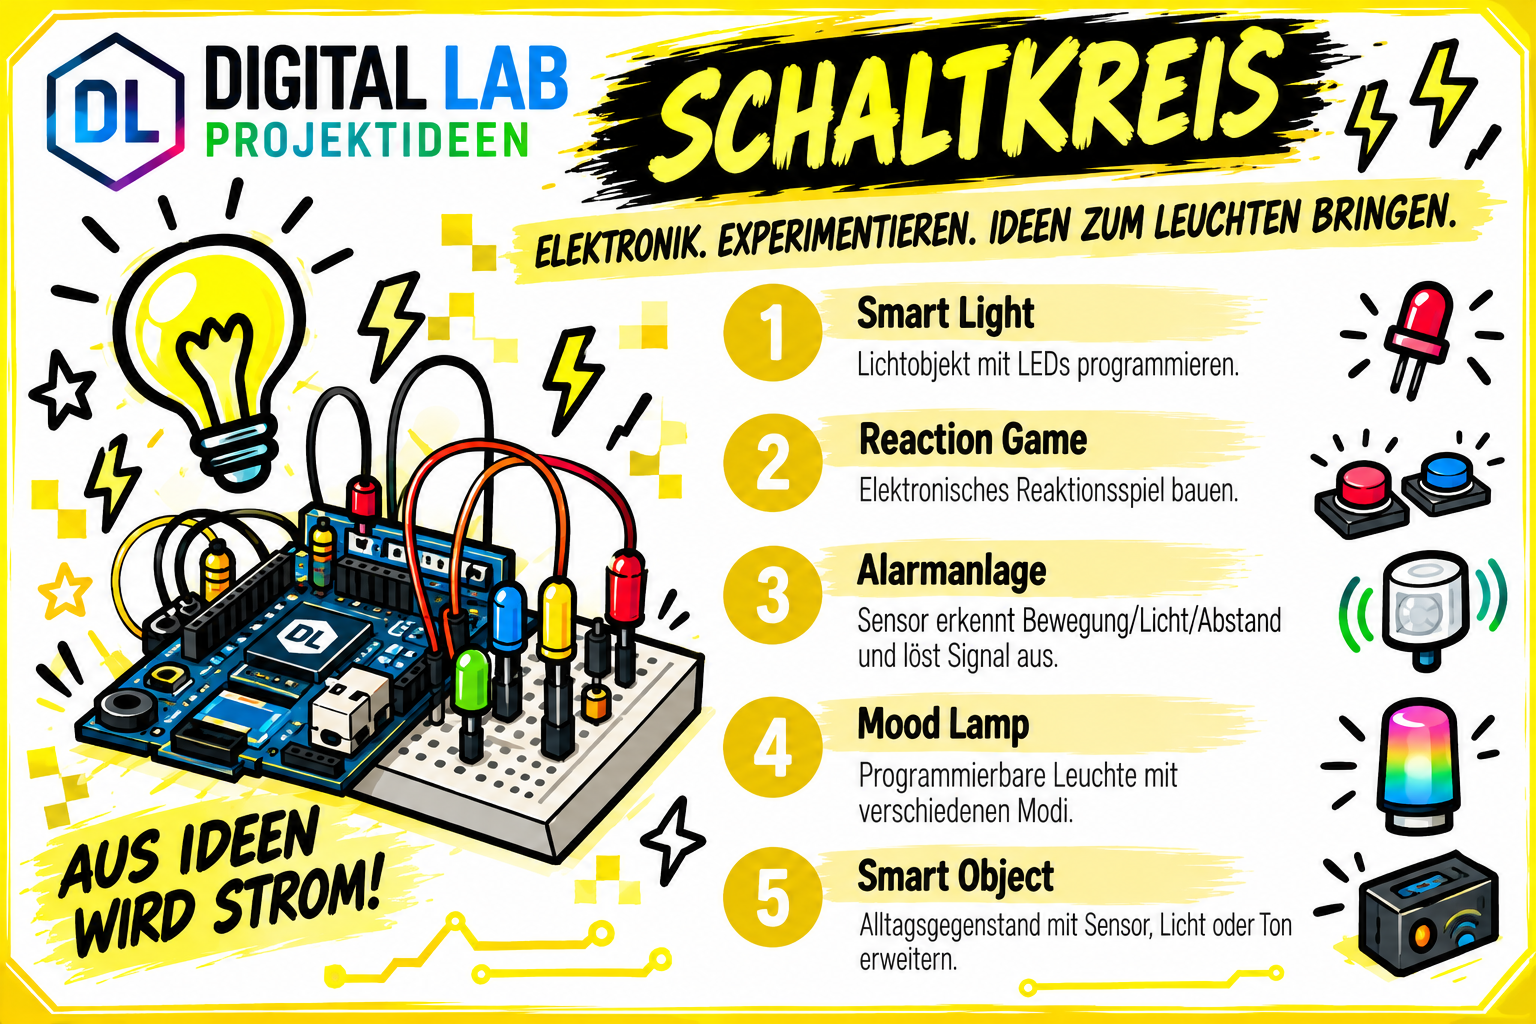 DL
DIGITAL LAB
PROJEKTIDEEN
SCHALTKREIS
ELEKTRONIK. EXPERIMENTIEREN. IDEEN ZUM LEUCHTEN BRINGEN.
1
Smart Light
Lichtobjekt mit LEDs programmieren.
2
Reaction Game
Elektronisches Reaktionsspiel bauen.
3
Alarmanlage
Sensor erkennt Bewegung/Licht/Abstand
und löst Signal aus.
4
Mood Lamp
Programmierbare Leuchte mit
verschiedenen Modi.
5
Smart Object
Alltagsgegenstand mit Sensor, Licht oder Ton
erweitern.
DL
AUS IDEEN
WIRD STROM!